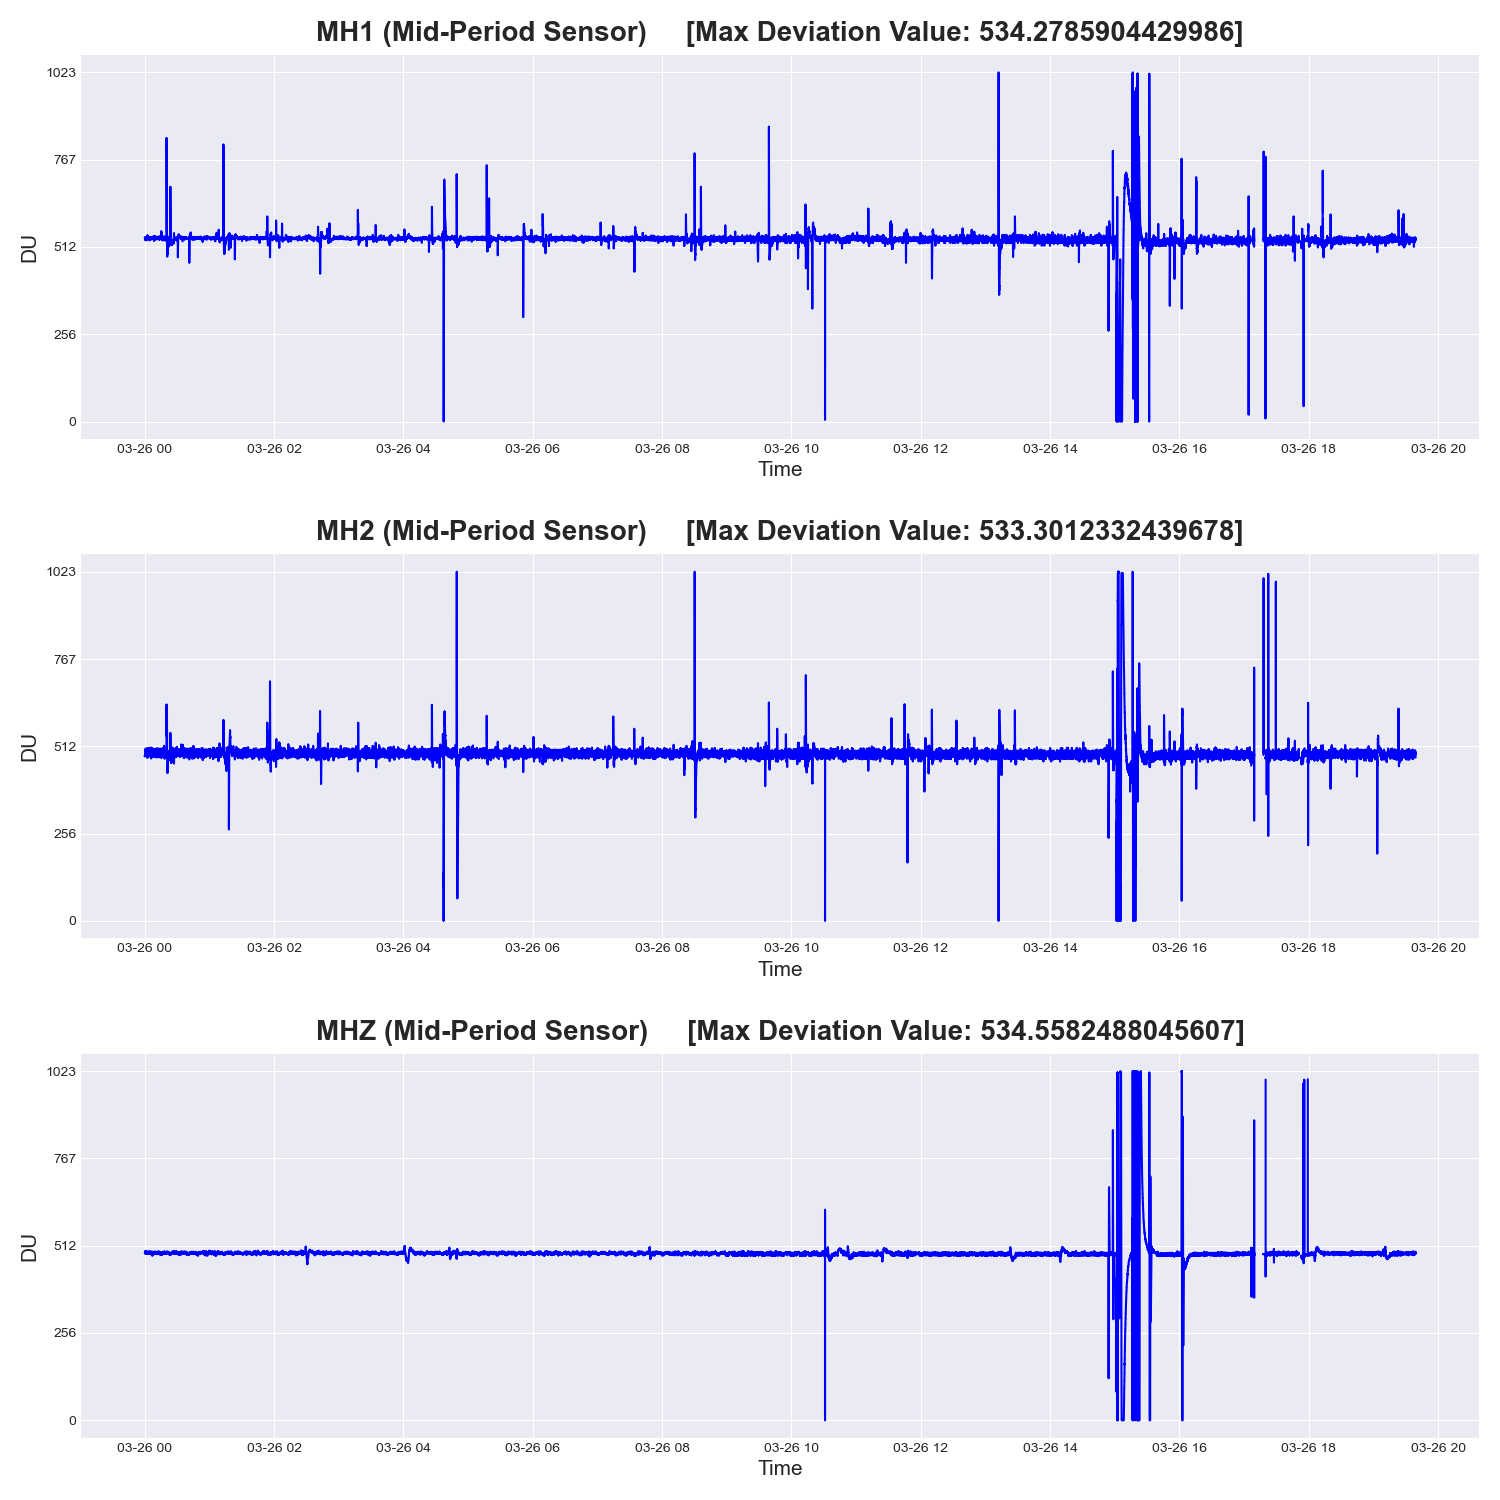 MH1 (Mid-Period Sensor) [Max Deviation Value: 534.2785904429986]
1023
767
512
256
0
DU
03-26 00 03-26 02 03-26 04 03-26 06 03-26 08 03-26 10 03-26 12 03-26 14 03-26 16 03-26 18 03-26 20
Time
MH2 (Mid-Period Sensor) [Max Deviation Value: 533.3012332439678]
1023
767
512
256
0
DU
03-26 00 03-26 02 03-26 04 03-26 06 03-26 08 03-26 10 03-26 12 03-26 14 03-26 16 03-26 18 03-26 20
Time
MHZ (Mid-Period Sensor) [Max Deviation Value: 534.5582488045607]
1023
767
512
256
0
DU
03-26 00 03-26 02 03-26 04 03-26 06 03-26 08 03-26 10 03-26 12 03-26 14 03-26 16 03-26 18 03-26 20
Time